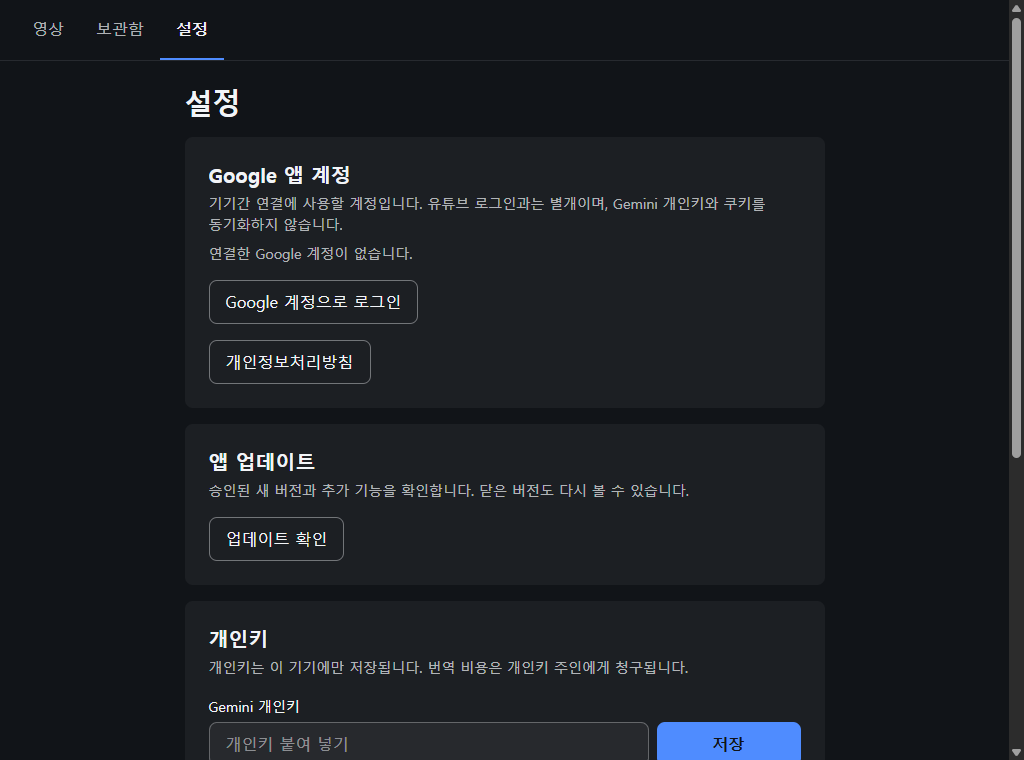 영상
보관함
설정
설정
Google 앱 계정
기기간 연결에 사용할 계정입니다. 유튜브 로그인과는 별개이며, Gemini 개인키와 쿠키를
동기화하지 않습니다.
연결한 Google 계정이 없습니다.
Google 계정으로 로그인
개인정보처리방침
앱 업데이트
승인된 새 버전과 추가 기능을 확인합니다. 닫은 버전도 다시 볼 수 있습니다.
업데이트 확인
개인키
개인키는 이 기기에만 저장됩니다. 번역 비용은 개인키 주인에게 청구됩니다.
Gemini 개인키
개인키 붙여 넣기
저장